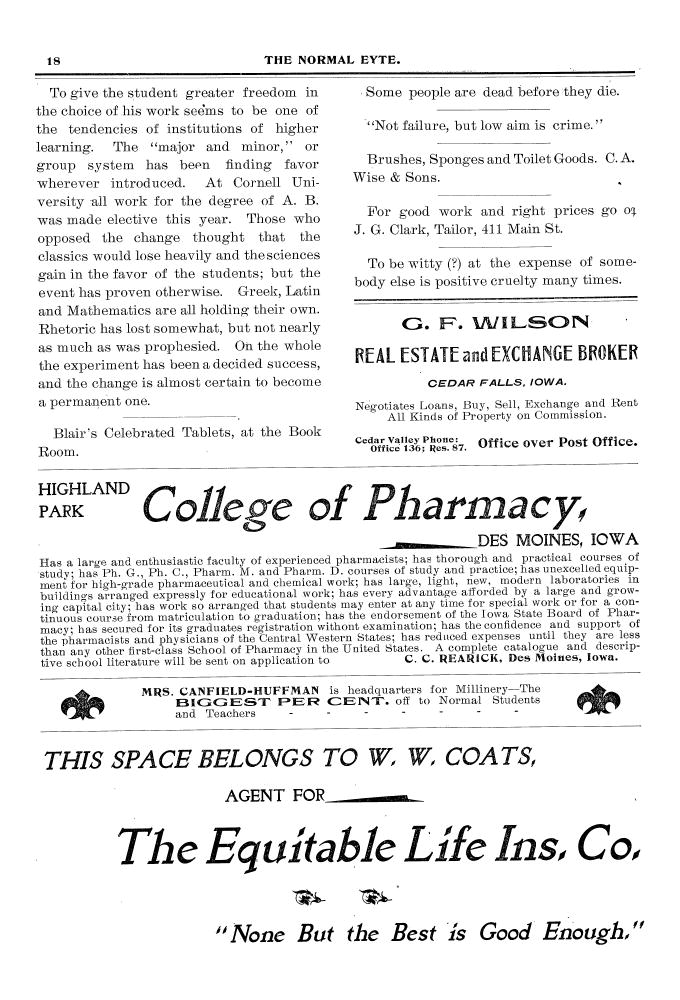 18
THE NORMAL EYTE.
To give the student greater freedom in
the choice of his work seems to be one of
the tendencies of institutions of higher
learning. The "major and minor," or
group system has been finding favor
wherever introduced. At Cornell Uni-
versity all work for the degree of A. B.
was made elective this year. Those who
opposed the change thought that the
classics would lose heavily and the sciences
gain in the favor of the students; but the
event has proven otherwise. Greek, Latin
and Mathematics are all holding their own.
Rhetoric has lost somewhat, but not nearly
as much as was prophesied. On the whole
the experiment has been a decided success,
and the change is almost certain to become
a permanent one.
Blair's Celebrated Tablets, at the Book
Room.
Some people are dead before they die.
"Not failure, but low aim is crime."
Brushes, Sponges and Toilet Goods. C. A.
Wise & Sons.
For good work and right prices go
J. G. Clark, Tailor, 411 Main St.
To be witty (?) at the expense of some-
body else is positive cruelty many times.
G. F. WILSON
REAL ESTATE and EXCHANGE BROKER
CEDAR FALLS, IOWA.
Negotiates Loans, Buy, Sell, Exchange and Rent
All Kinds of Property on Commission.
Cedar Valley Phone:
Office 136; Res. 87.
Office over Post Office.
HIGHLAND
PARK
College of Pharmacy,
DES MOINES, IOWA
Has a large and enthusiastic faculty of experienced pharmacists; has thorough and practical courses of
study; has Ph. G., Ph. C., Pharm. M. and Pharm. D. courses of study and practice; has unexcelled equip-
ment for high-grade pharmaceutical and chemical work; has large, light, new, modern laboratories in
buildings arranged expressly for educational work; has every advantage afforded by a large and grow-
ing capital city; has work so arranged that students may enter at any time for special work or for a con-
tinuous course from matriculation to graduation; has the endorsement of the Iowa State Board of Phar-
macy; has secured for its graduates registration without examination; has the confidence and support of
the pharmacists and physicians of the Central Western States; has reduced expenses until they are less
than any other first-class School of Pharmacy in the United States. A complete catalogue and descrip-
tive school literature will be sent on application to C. C. REARICK, Des Moines, Iowa.
MRS. CANFIELD-HUFFMAN is headquarters for Millinery—The
BIGGEST PER CENT. off to Normal Students
and Teachers - - - - - - -
THIS SPACE BELONGS TO W. W. COATS,
AGENT FOR
The Equitable Life Ins. Co.
"None But the Best is Good Enough."